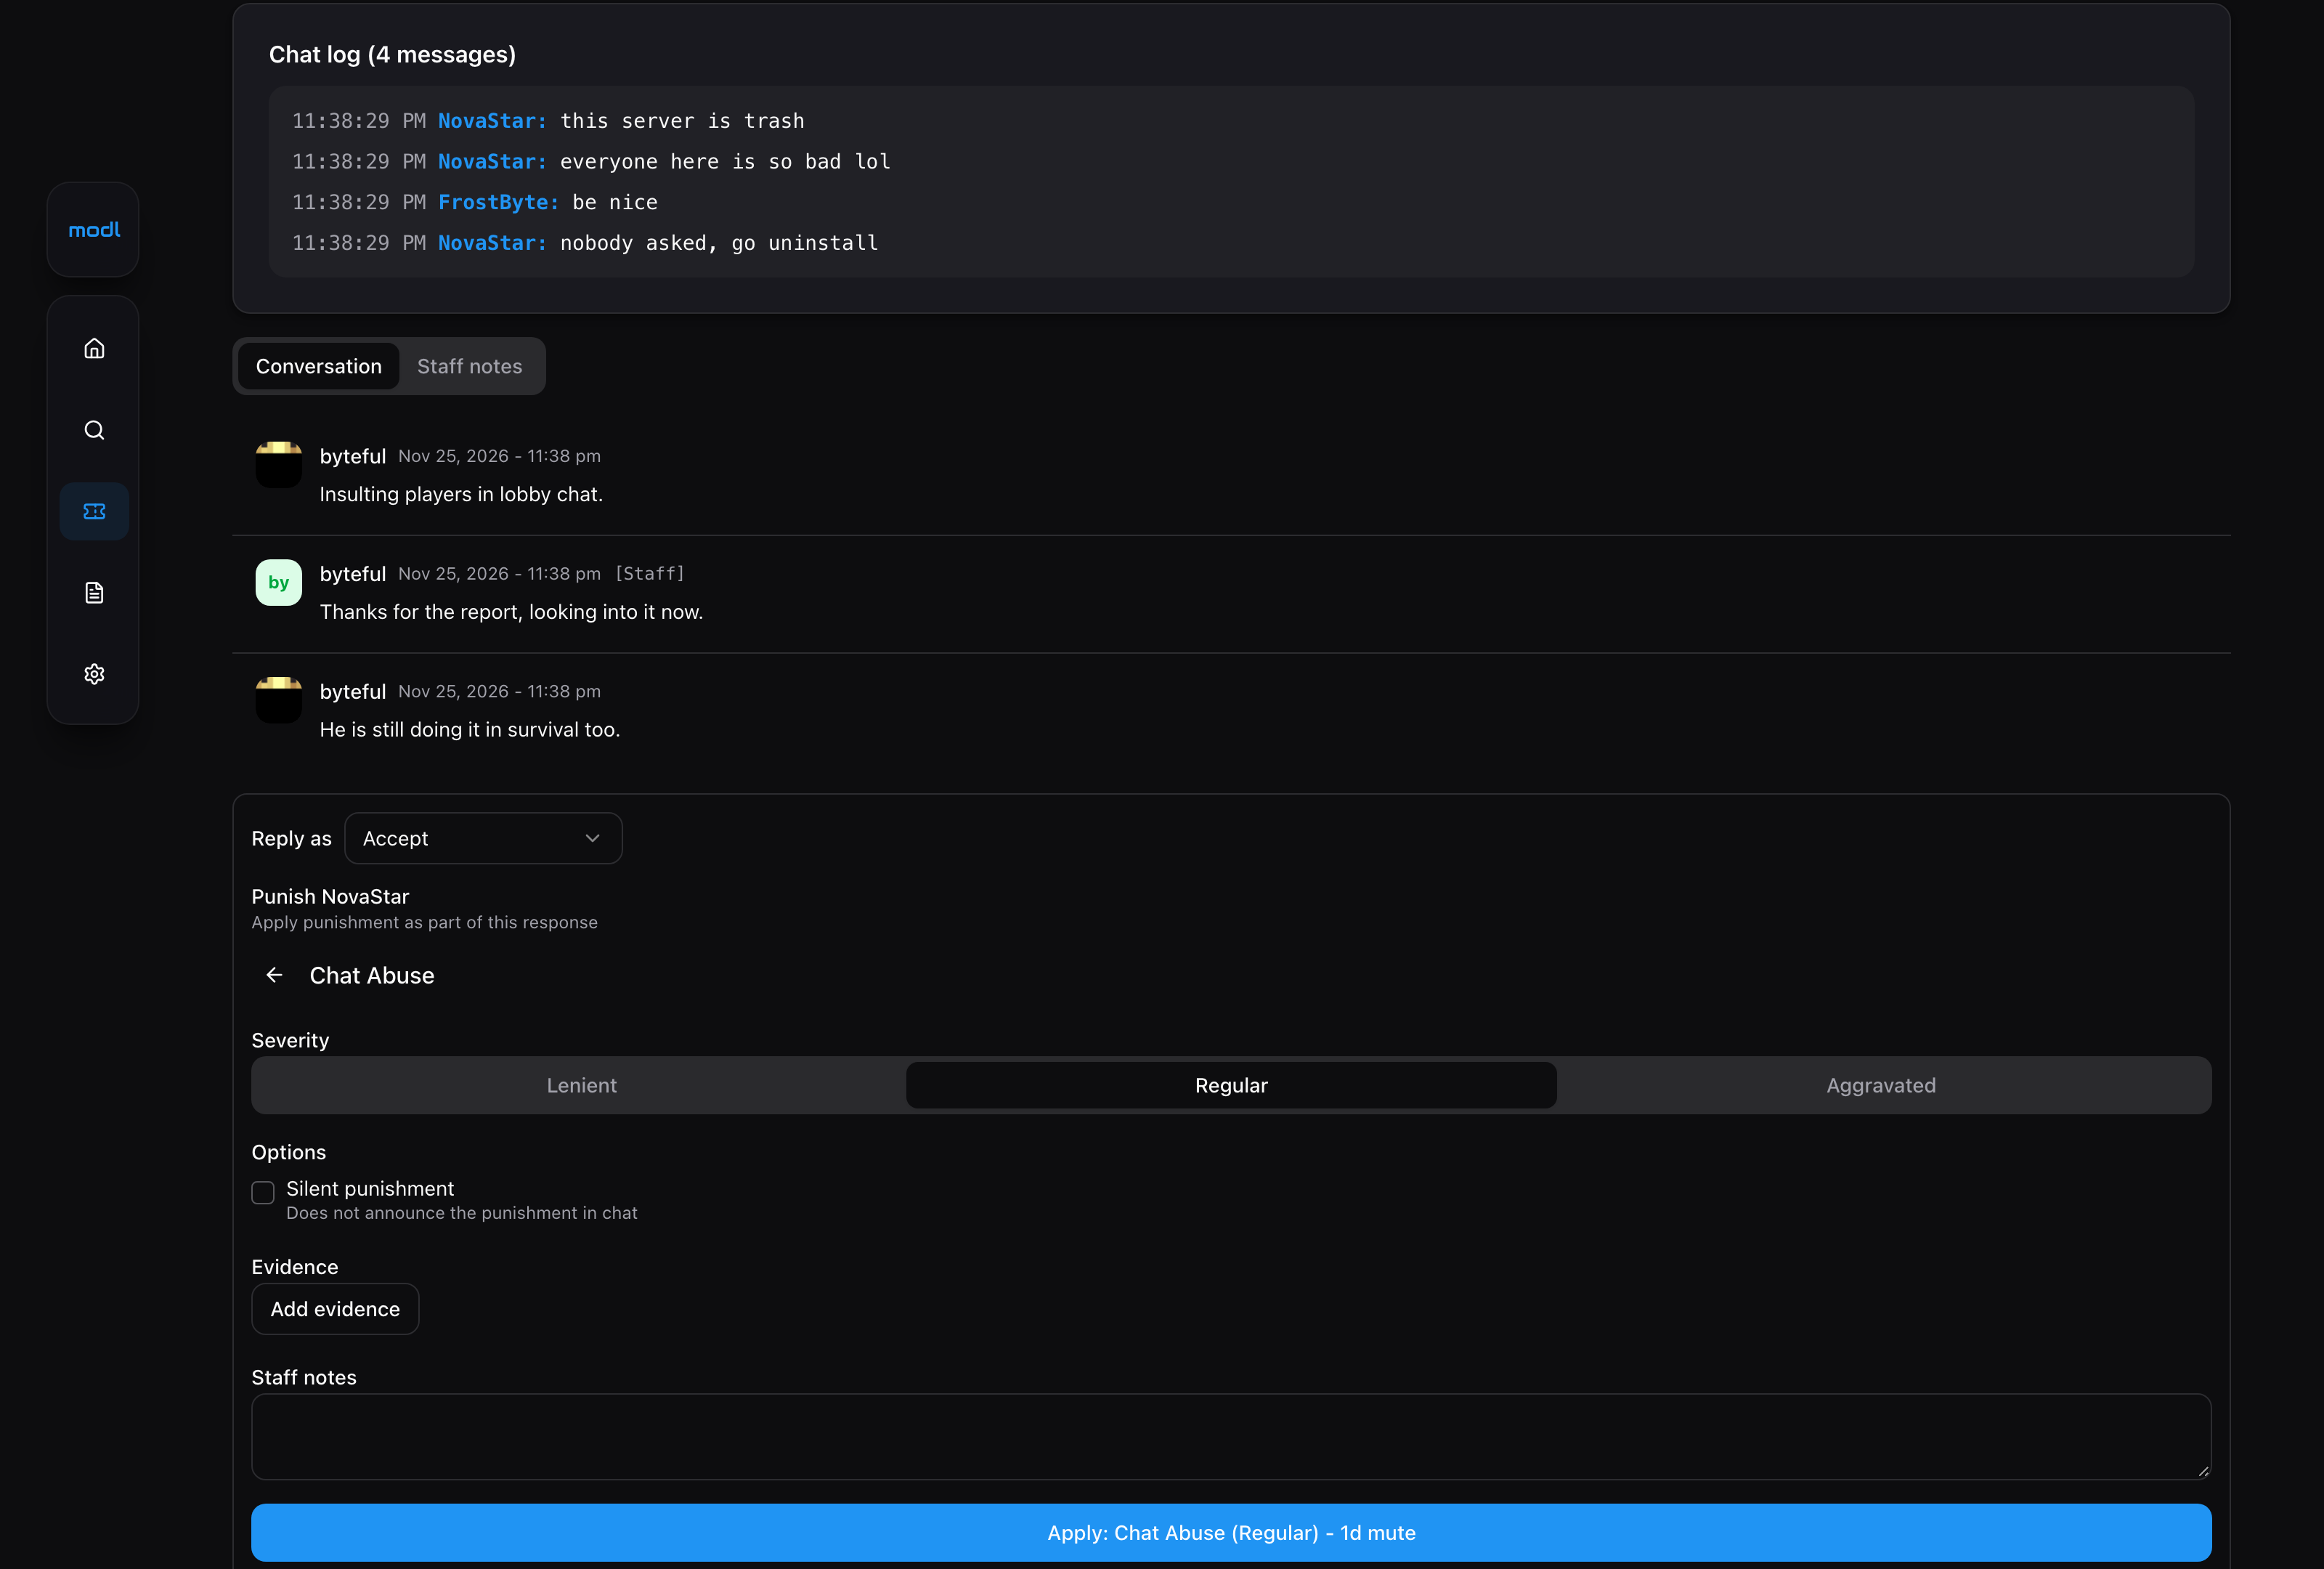 Chat log (4 messages)
11:38:29 PM NovaStar: this server is trash
11:38:29 PM NovaStar: everyone here is so bad lol
11:38:29 PM FrostByte: be nice
11:38:29 PM NovaStar: nobody asked, go uninstall
modl
Conversation
Staff notes
byteful Nov 25, 2026 - 11:38 pm
Insulting players in lobby chat.
by
byteful Nov 25, 2026 - 11:38 pm [Staff]
Thanks for the report, looking into it now.
byteful Nov 25, 2026 - 11:38 pm
He is still doing it in survival too.
Reply as Accept
Punish NovaStar
Apply punishment as part of this response
Chat Abuse
Severity
Lenient
Regular
Aggravated
Options
Silent punishment
Does not announce the punishment in chat
Evidence
Add evidence
Staff notes
Apply: Chat Abuse (Regular) - 1d mute